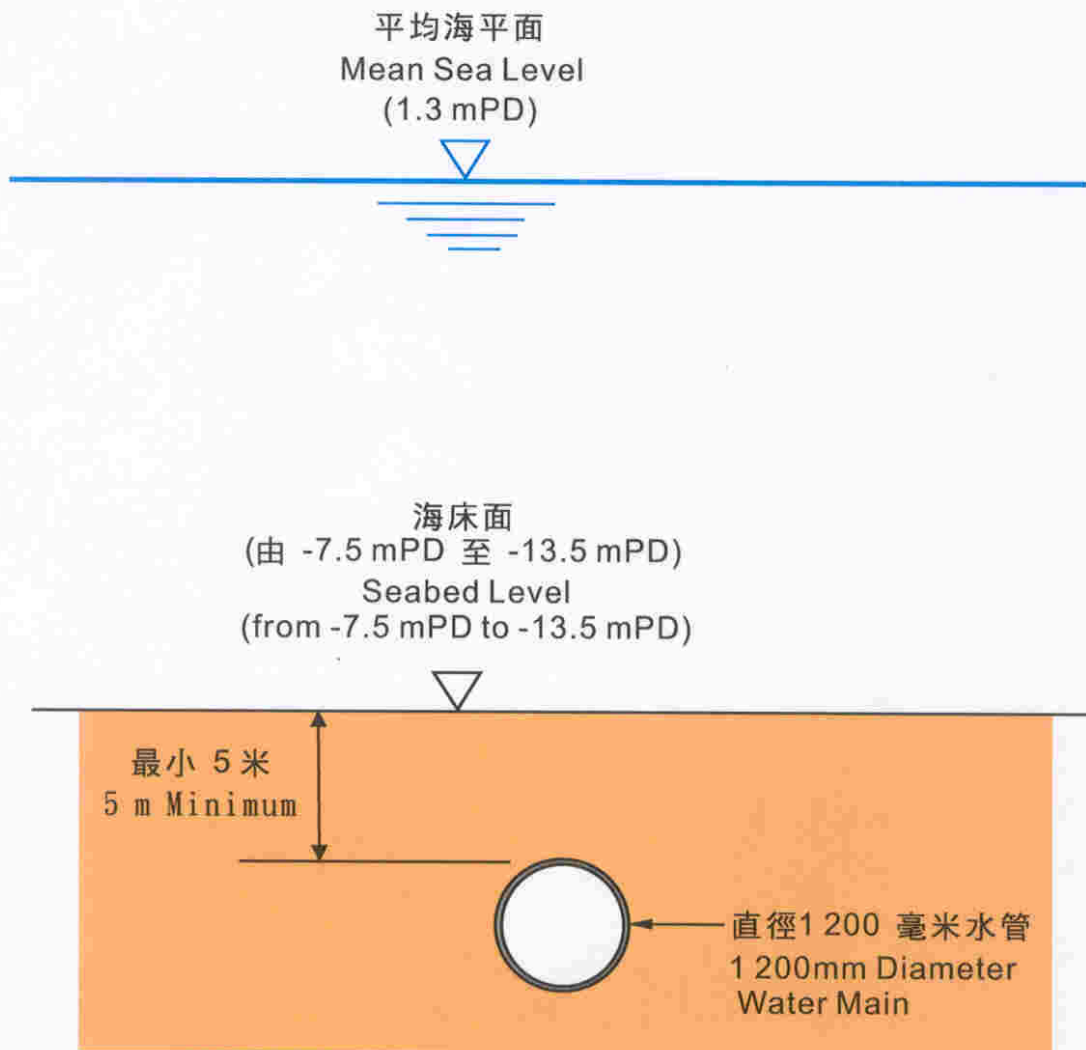 平均海平面
Mean Sea Level
(1.3 mPD)
海床面
(由 -7.5 mPD 至 -13.5 mPD)
Seabed Level
(from -7.5 mPD to -13.5 mPD)
最小 5 米
5 m Minimum
直徑1 200 毫米水管
1 200mm Diameter
Water Main